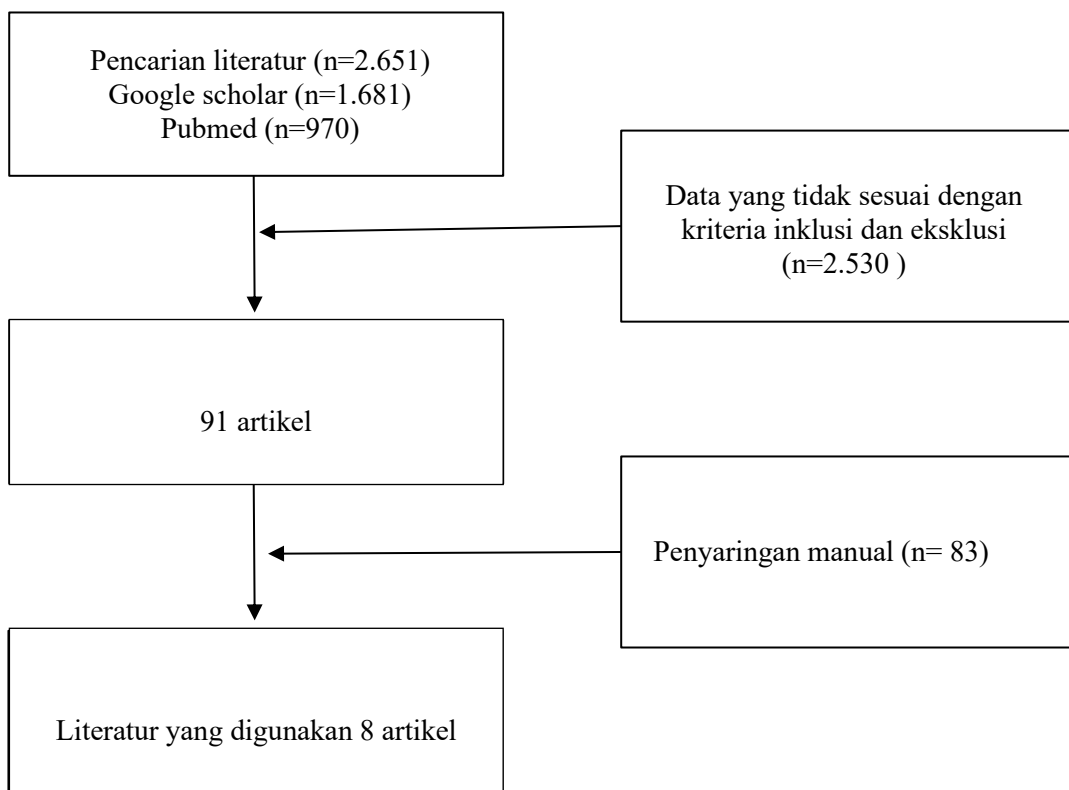 Pencarian literatur (n=2.651)
Google scholar (n=1.681)
Pubmed (n=970)
Data yang tidak sesuai dengan
kriteria inklusi dan eksklusi
(n=2.530 )
91 artikel
Penyaringan manual (n= 83)
Literatur yang digunakan 8 artikel